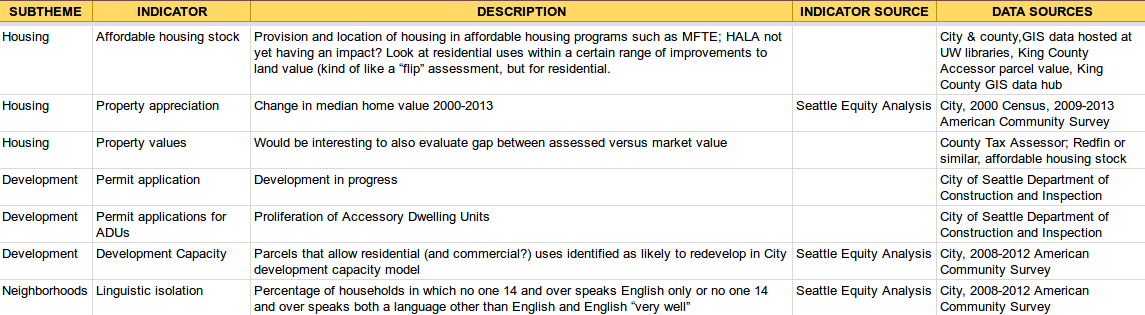 SUBTHEME INDICATOR DESCRIPTION INDICATOR SOURCE DATA SOURCES
Housing Affordable housing stock Provision and location of housing in affordable housing programs such as MFTE; HALA not City & county,GIS data hosted at
yet having an impact? Look at residential uses within a certain range of improvements to UW libraries, King County
land value (kind of like a “flip” assessment, but for residential. Accessor parcel value, King
County GIS data hub
Housing Property appreciation Change in median home value 2000-2013 Seattle Equity Analysis City, 2000 Census, 2009-2013
American Community Survey
Housing Property values Would be interesting to also evaluate gap between assessed versus market value County Tax Assessor; Redfin or
similar, affordable housing stock
Development Permit application Development in progress City of Seattle Department of
Construction and Inspection
Development Permit applications for Proliferation of Accessory Dwelling Units City of Seattle Department of
ADUs Construction and Inspection
Development Development Capacity Parcels that allow residential (and commercial?) uses identified as likely to redevelop in City Seattle Equity Analysis City, 2008-2012 American
development capacity model Community Survey
Neighborhoods Linguistic isolation Percentage of households in which no one 14 and over speaks English only or no one 14 Seattle Equity Analysis City, 2008-2012 American
and over speaks both a language other than English and English “very well” Community Survey